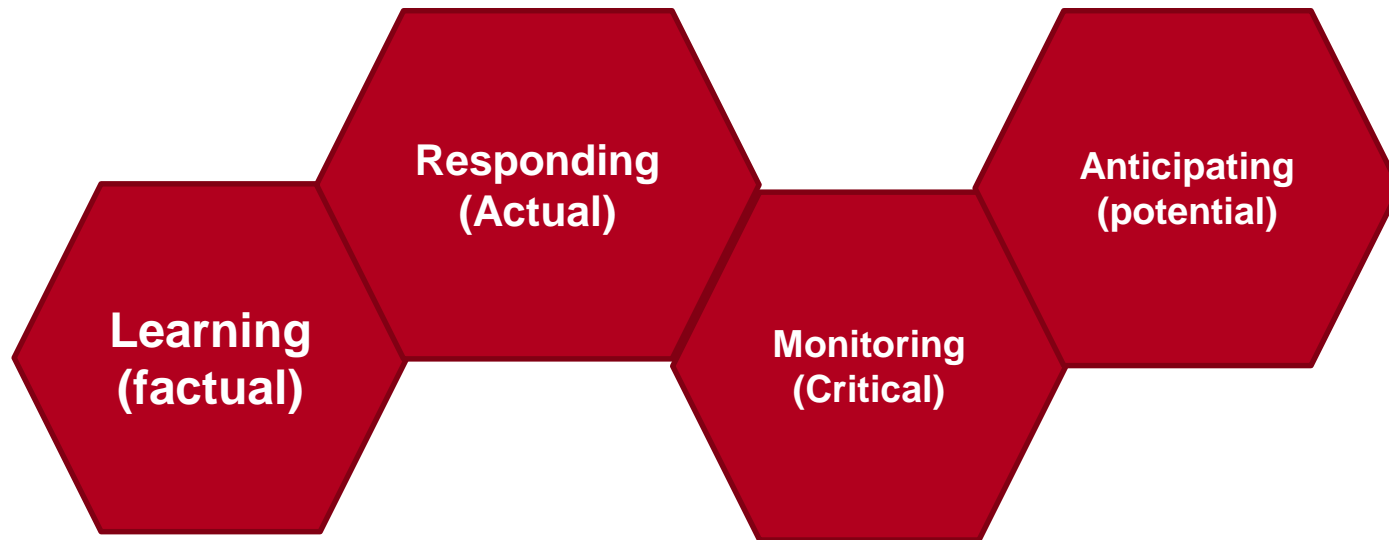 Learning
(factual)
Responding
(Actual)
Monitoring
(Critical)
Anticipating
(potential)